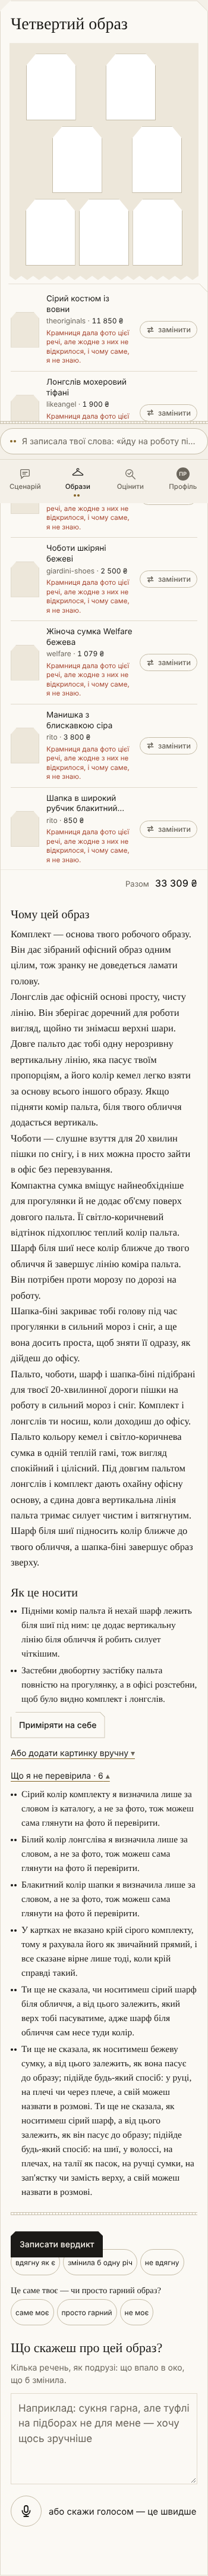 Четвертий образ
Сірий костюм із
вовни
theoriginals · 11 850 ₴
Крамниця дала фото цієї
речі, але жодне з них не
відкрилося, і чому саме,
я не знаю.
замінити
Лонгслів мохеровий
тіфані
likeangel · 1 900 ₴
Крамниця дала фото цієї
замінити
Я записала твої слова: «йду на роботу пі…
Сценарій
Образи
Оцінити
ПР
Профіль
речі, але жодне з них не
відкрилося, і чому саме,
я не знаю.
Чоботи шкіряні
бежеві
giardini-shoes · 2 500 ₴
Крамниця дала фото цієї
речі, але жодне з них не
відкрилося, і чому саме,
я не знаю.
замінити
Жіноча сумка Welfare
бежева
welfare · 1 079 ₴
Крамниця дала фото цієї
речі, але жодне з них не
відкрилося, і чому саме,
я не знаю.
замінити
Манишка з
блискавкою сіра
rito · 3 800 ₴
Крамниця дала фото цієї
речі, але жодне з них не
відкрилося, і чому саме,
я не знаю.
замінити
Шапка в широкий
рубчик блакитний…
rito · 850 ₴
Крамниця дала фото цієї
речі, але жодне з них не
відкрилося, і чому саме,
я не знаю.
замінити
Разом 33 309 ₴
Чому цей образ
Комплект — основа твого робочого образу.
Він дає зібраний офісний образ одним
цілим, тож зранку не доведеться ламати
голову.
Лонгслів дає офісній основі просту, чисту
лінію. Він зберігає доречний для роботи
вигляд, щойно ти знімаєш верхні шари.
Довге пальто дає тобі одну нерозривну
вертикальну лінію, яка пасує твоїм
пропорціям, а його колір кемел легко взяти
за основу всього іншого образу. Якщо
підняти комір пальта, біля твого обличчя
додасться вертикаль.
Чоботи — слушне взуття для 20 хвилин
пішки по снігу, і в них можна просто зайти
в офіс без перевзування.
Компактна сумка вміщує найнеобхідніше
для прогулянки й не додає об'єму поверх
довгого пальта. Її світло-коричневий
відтінок підхоплює теплий колір пальта.
Шарф біля шиї несе колір ближче до твого
обличчя й завершує лінію коміра пальта.
Він потрібен проти морозу по дорозі на
роботу.
Шапка-біні закриває тобі голову під час
прогулянки в сильний мороз і сніг, а ще
вона досить проста, щоб зняти її одразу, як
дійдеш до офісу.
Пальто, чоботи, шарф і шапка-біні підібрані
для твоєї 20-хвилинної дороги пішки на
роботу в сильний мороз і сніг. Комплект і
лонгслів ти носиш, коли доходиш до офісу.
Пальто кольору кемел і світло-коричнева
сумка в одній теплій гамі, тож вигляд
спокійний і цілісний. Під довгим пальтом
лонгслів і комплект дають охайну офісну
основу, а єдина довга вертикальна лінія
пальта тримає силует чистим і витягнутим.
Шарф біля шиї підносить колір ближче до
твого обличчя, а шапка-біні завершує образ
зверху.
Як це носити
Підніми комір пальта й нехай шарф лежить
біля шиї під ним: це додає вертикальну
лінію біля обличчя й робить силует
чіткішим.
Застебни двобортну застібку пальта
повністю на прогулянку, а в офісі розстебни,
щоб було видно комплект і лонгслів.
Приміряти на себе
Або додати картинку вручну ▾
Що я не перевірила · 6 ▴
Сірий колір комплекту я визначила лише за
словом із каталогу, а не за фото, тож можеш
сама глянути на фото й перевірити.
Білий колір лонгсліва я визначила лише за
словом, а не за фото, тож можеш сама
глянути на фото й перевірити.
Блакитний колір шапки я визначила лише за
словом, а не за фото, тож можеш сама
глянути на фото й перевірити.
У картках не вказано крій сірого комплекту,
тому я рахувала його як звичайний прямий, і
все сказане вірне лише тоді, коли крій
справді такий.
Ти ще не сказала, чи носитимеш сірий шарф
біля обличчя, а від цього залежить, який
верх тобі пасуватиме, адже шарф біля
обличчя сам несе туди колір.
Ти ще не сказала, як носитимеш бежеву
сумку, а від цього залежить, як вона пасує
до образу; підійде будь-який спосіб: у руці,
на плечі чи через плече, а свій можеш
назвати в розмові. Ти ще не сказала, як
носитимеш сірий шарф, а від цього
залежить, як він пасує до образу; підійде
будь-який спосіб: на шиї, у волоссі, на
плечах, на талії як пасок, на ручці сумки, на
зап'ястку чи замість верху, а свій можеш
назвати в розмові.
Записати вердикт
вдягну як є
змінила б одну річ
не вдягну
Це саме твоє — чи просто гарний образ?
саме моє
просто гарний
не моє
Що скажеш про цей образ?
Кілька речень, як подрузі: що впало в око,
що б змінила.
Наприклад: сукня гарна, але туфлі
на підборах не для мене — хочу
щось зручніше
або скажи голосом — це швидше